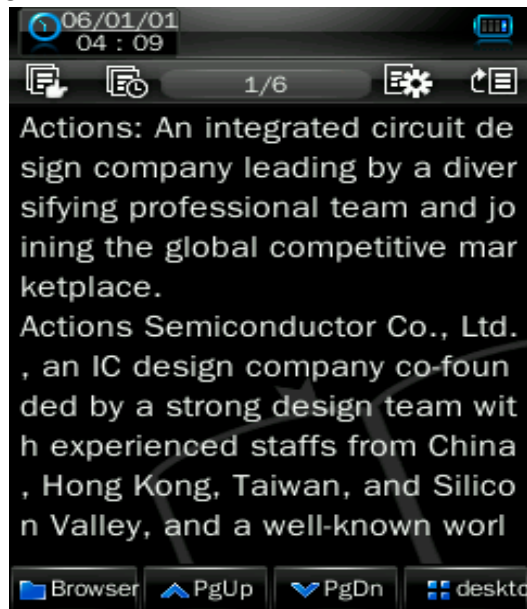 06/01/01
04 : 09
1/6
Actions: An integrated circuit de
sign company leading by a diver
sifying professional team and jo
ining the global competitive mar
ketplace.
Actions Semiconductor Co., Ltd.
, an IC design company co-foun
ded by a strong design team wit
h experienced staffs from China
, Hong Kong, Taiwan, and Silico
n Valley, and a well-known worl
Browser PgUp PgDn deskto